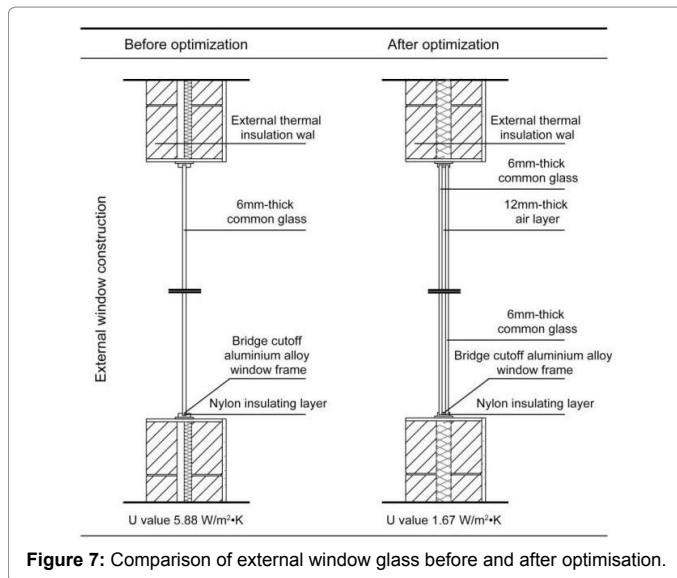 Before optimization
After optimization
External window construction
External thermal
insulation wal
6mm-thick
common glass
Bridge cutoff
aluminium alloy
window frame
Nylon insulating layer
U value 5.88 W/m²•K
External thermal
insulation wal
6mm-thick
common glass
12mm-thick
air layer
6mm-thick
common glass
Bridge cutoff aluminium alloy
window frame
Nylon insulating layer
U value 1.67 W/m²•K
Figure 7: Comparison of external window glass before and after optimisation.